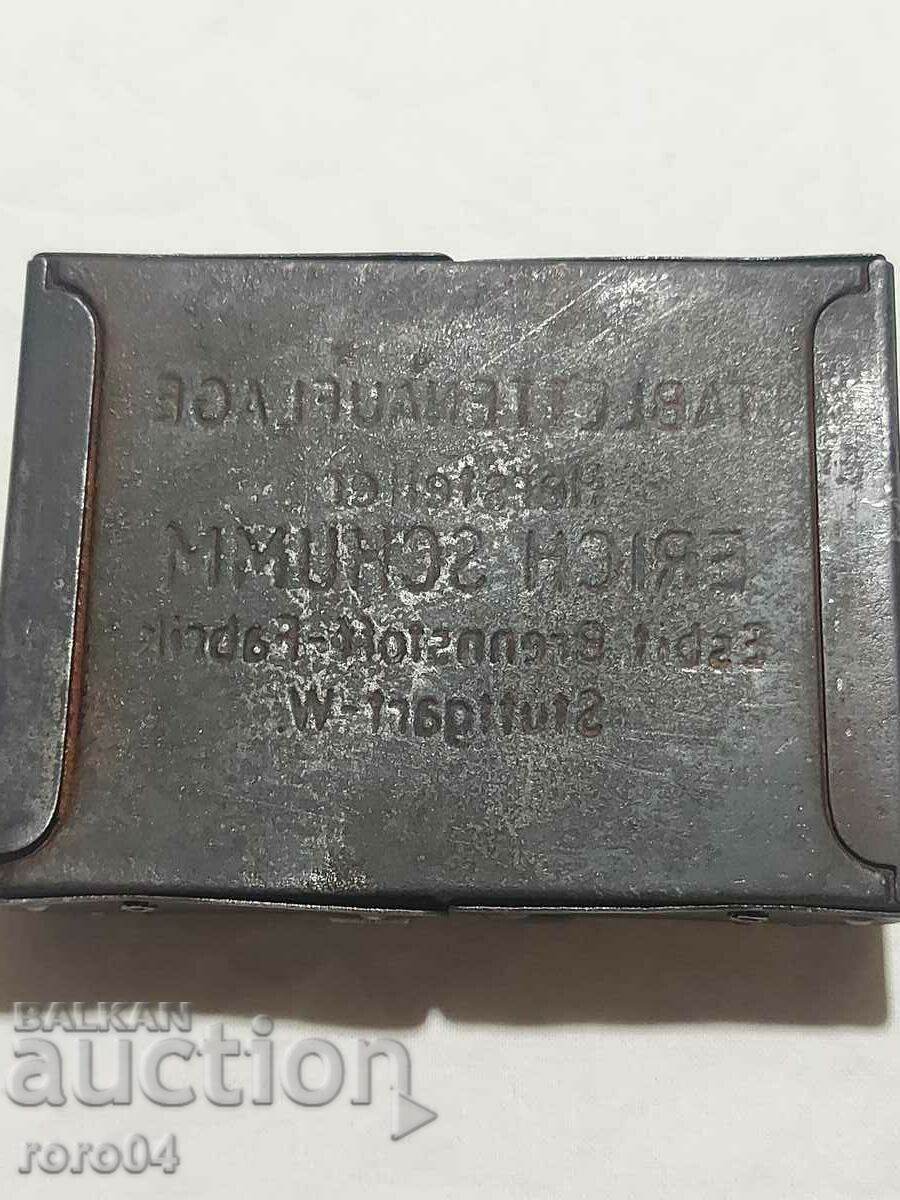 TABLETTENAUFLAGE
Hersteller
ERICH SCHUMM
Esbit Brennstoff-Fabrik
Stuttgart-W.
BALKAN
auction
roro04